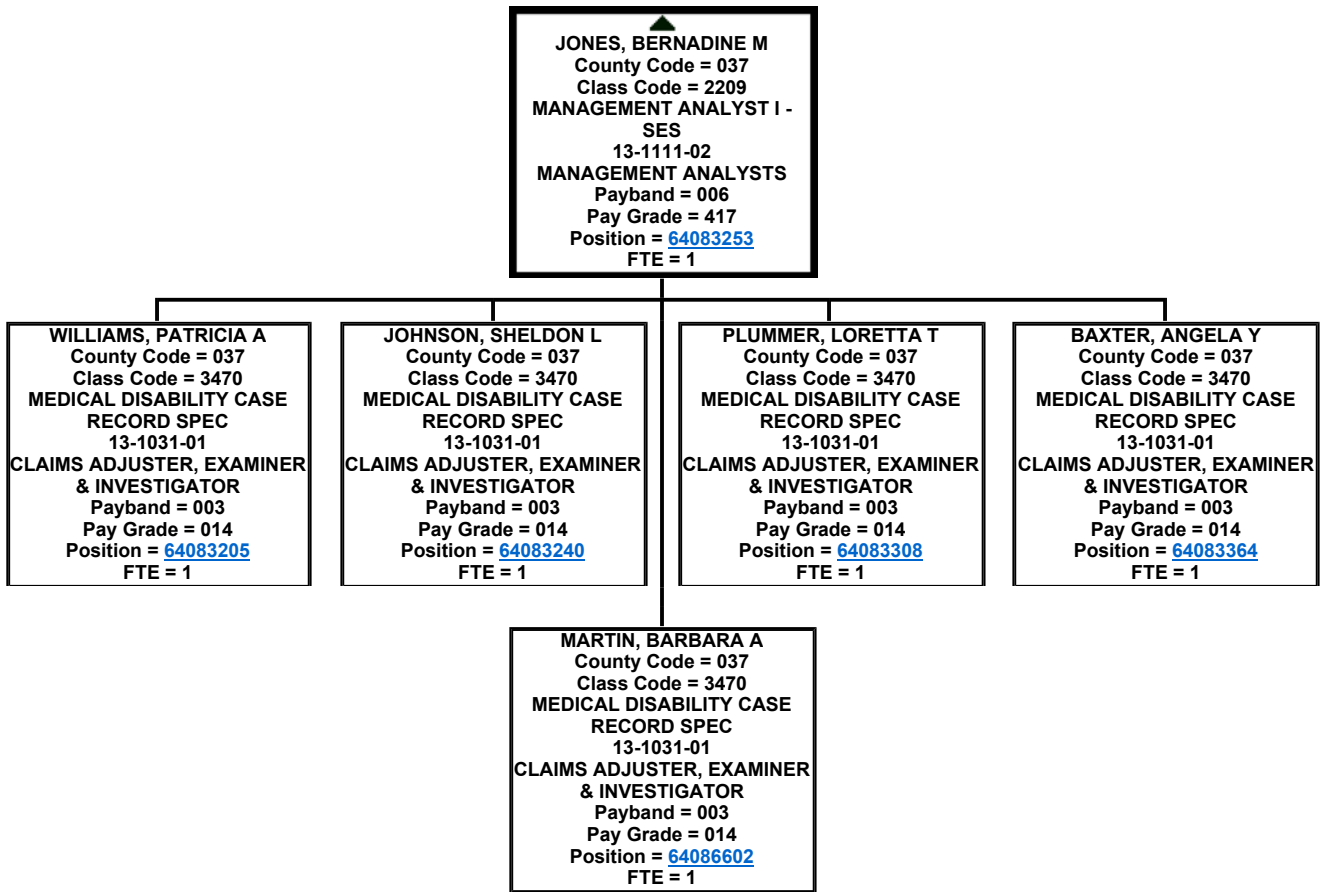 JONES, BERNADINE M
County Code = 037
Class Code = 2209
MANAGEMENT ANALYST I -
SES
13-1111-02
MANAGEMENT ANALYSTS
Payband = 006
Pay Grade = 417
Position = 64083253
FTE = 1
WILLIAMS, PATRICIA A
County Code = 037
Class Code = 3470
MEDICAL DISABILITY CASE
RECORD SPEC
13-1031-01
CLAIMS ADJUSTER, EXAMINER
& INVESTIGATOR
Payband = 003
Pay Grade = 014
Position = 64083205
FTE = 1
JOHNSON, SHELDON L
County Code = 037
Class Code = 3470
MEDICAL DISABILITY CASE
RECORD SPEC
13-1031-01
CLAIMS ADJUSTER, EXAMINER
& INVESTIGATOR
Payband = 003
Pay Grade = 014
Position = 64083240
FTE = 1
PLUMMER, LORETTA T
County Code = 037
Class Code = 3470
MEDICAL DISABILITY CASE
RECORD SPEC
13-1031-01
CLAIMS ADJUSTER, EXAMINER
& INVESTIGATOR
Payband = 003
Pay Grade = 014
Position = 64083308
FTE = 1
BAXTER, ANGELA Y
County Code = 037
Class Code = 3470
MEDICAL DISABILITY CASE
RECORD SPEC
13-1031-01
CLAIMS ADJUSTER, EXAMINER
& INVESTIGATOR
Payband = 003
Pay Grade = 014
Position = 64083364
FTE = 1
MARTIN, BARBARA A
County Code = 037
Class Code = 3470
MEDICAL DISABILITY CASE
RECORD SPEC
13-1031-01
CLAIMS ADJUSTER, EXAMINER
& INVESTIGATOR
Payband = 003
Pay Grade = 014
Position = 64086602
FTE = 1